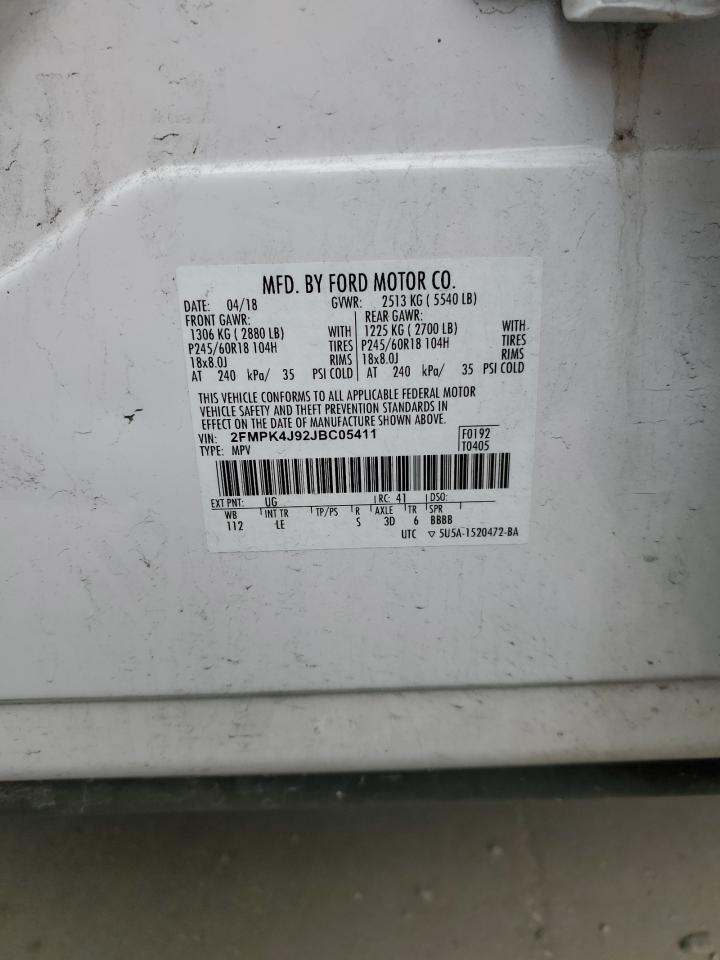 MFD. BY FORD MOTOR CO.
DATE: 04/18 GVWR: 2513 KG ( 5540 LB)
FRONT GAWR: REAR GAWR:
1306 KG ( 2880 LB) WITH 1225 KG ( 2700 LB) WITH
P245/60R18 104H TIRES P245/60R18 104H TIRES
18x8.0J RIMS 18x8.0J RIMS
AT 240 kPa/ 35 PSI COLD AT 240 kPa/ 35 PSI COLD
THIS VEHICLE CONFORMS TO ALL APPLICABLE FEDERAL MOTOR
VEHICLE SAFETY AND THEFT PREVENTION STANDARDS IN
EFFECT ON THE DATE OF MANUFACTURE SHOWN ABOVE.
VIN: 2FMPK4J92JBC05411 F0192
TYPE: MPV T0405
EXT PNT: UG RC: 41 DSO:
WB INT TR TP/PS R AXLE TR SPR
112 LE S 3D 6 BBBB
UTC ▽ 5U5A-1520472-BA